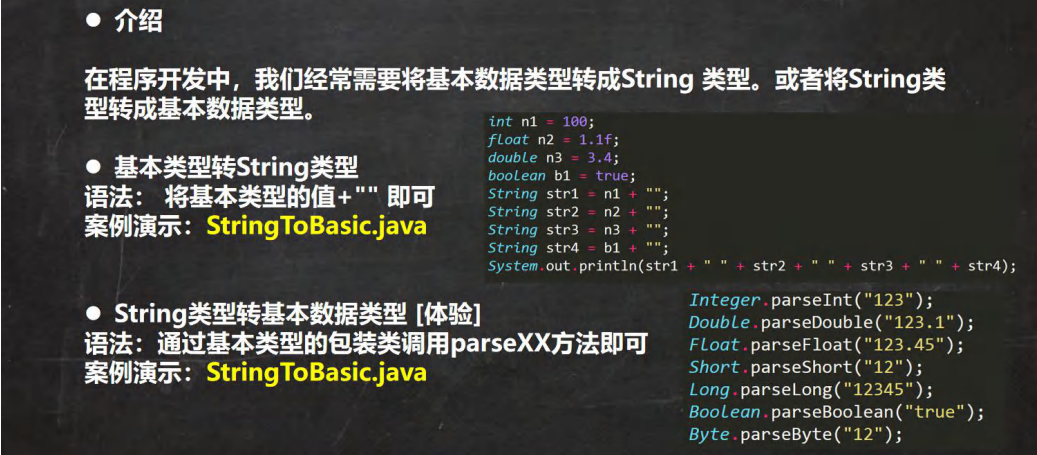 ● 介绍
在程序开发中，我们经常需要将基本数据类型转成String 类型。或者将String类
型转成基本数据类型。
● 基本类型转String类型
语法： 将基本类型的值+"" 即可
案例演示：StringToBasic.java
int n1 = 100;
float n2 = 1.1f;
double n3 = 3.4;
boolean b1 = true;
String str1 = n1 + "";
String str2 = n2 + "";
String str3 = n3 + "";
String str4 = b1 + "";
System.out.println(str1 + " " + str2 + " " + str3 + " " + str4);
● String类型转基本数据类型 [体验]
语法：通过基本类型的包装类调用parseXX方法即可
案例演示：StringToBasic.java
Integer.parseInt("123");
Double.parseDouble("123.1");
Float.parseFloat("123.45");
Short.parseShort("12");
Long.parseLong("12345");
Boolean.parseBoolean("true");
Byte.parseByte("12");